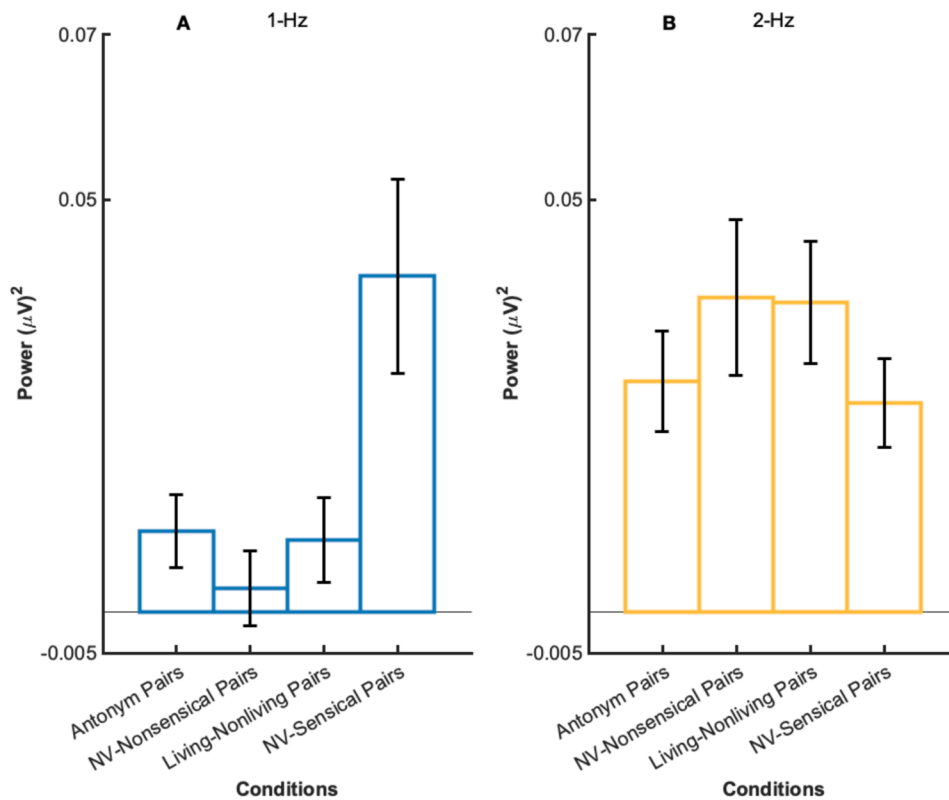 A 1-Hz
0.07
0.05
-0.005
Power (μV)²
Antonym Pairs
NV-Nonsensical Pairs
Living-Nonliving Pairs
NV-Sensical Pairs
Conditions
B 2-Hz
0.07
0.05
-0.005
Power (μV)²
Antonym Pairs
NV-Nonsensical Pairs
Living-Nonliving Pairs
NV-Sensical Pairs
Conditions